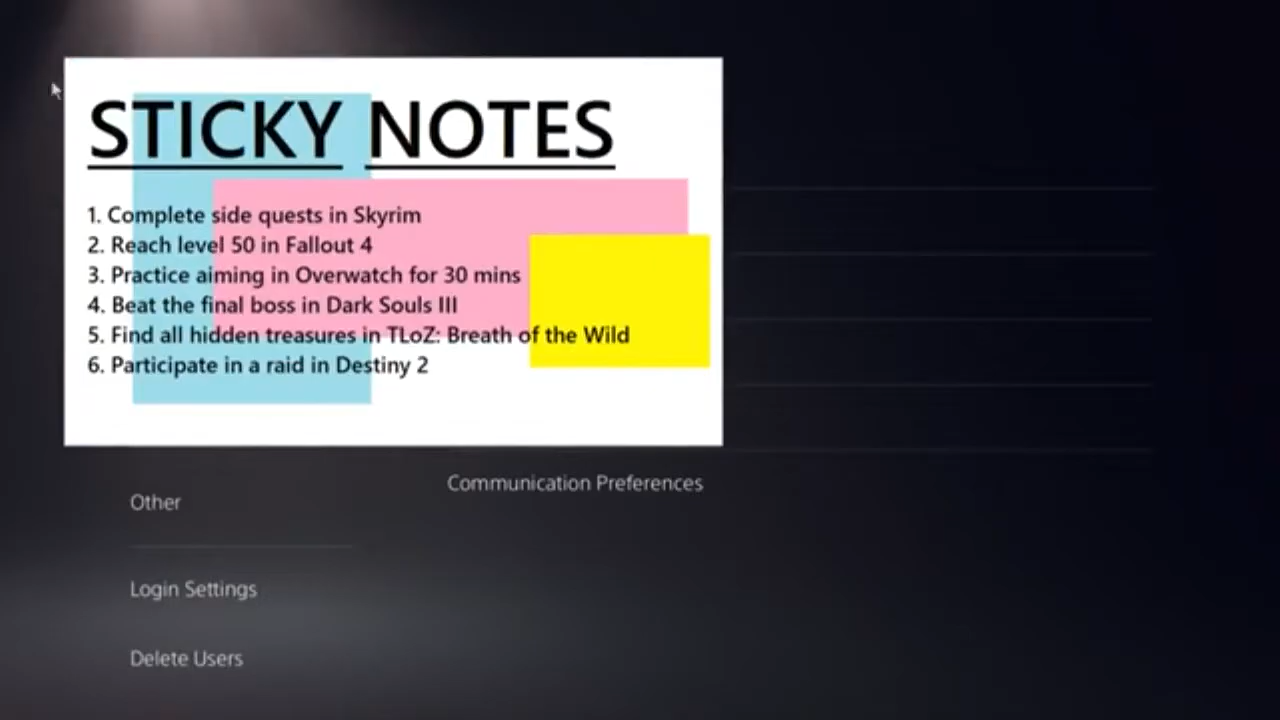 STICKY NOTES
1. Complete side quests in Skyrim
2. Reach level 50 in Fallout 4
3. Practice aiming in Overwatch for 30 mins
4. Beat the final boss in Dark Souls III
5. Find all hidden treasures in TLoZ: Breath of the Wild
6. Participate in a raid in Destiny 2
Communication Preferences
Other
Login Settings
Delete Users